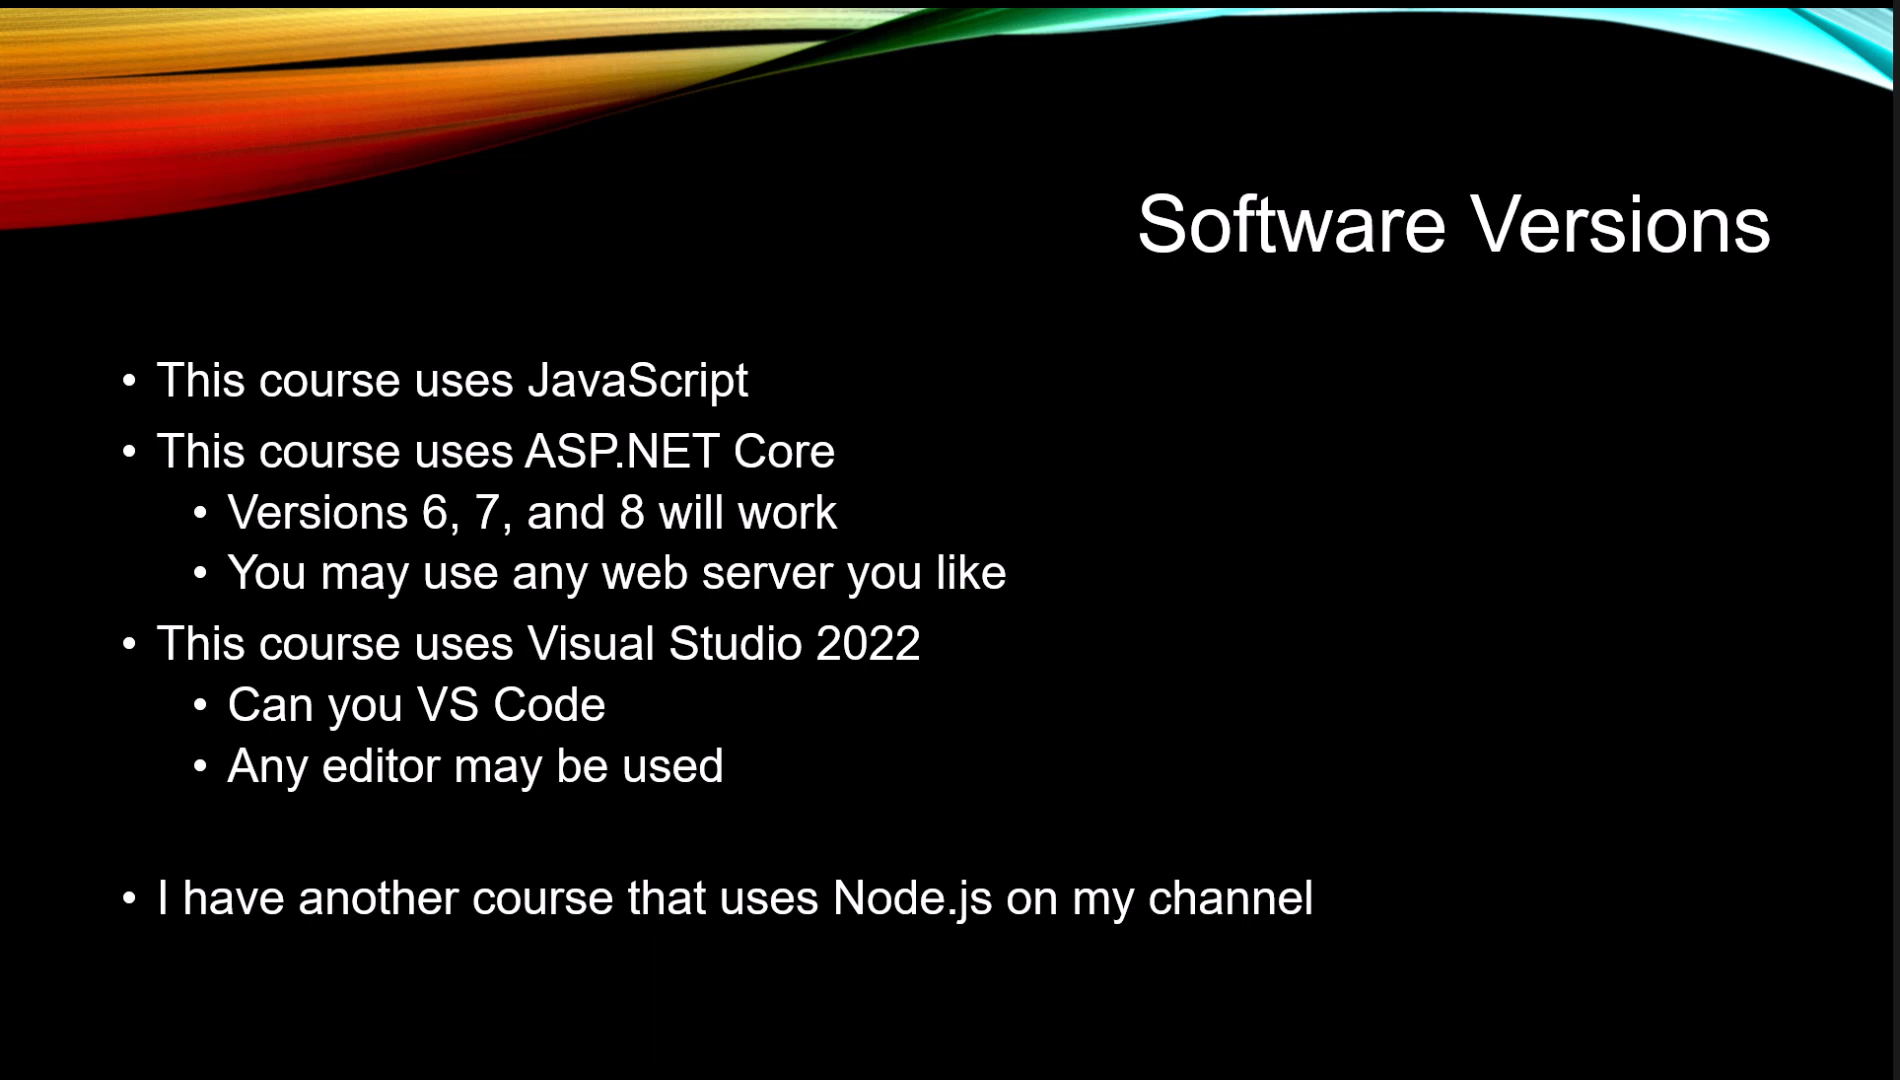 Software Versions
• This course uses JavaScript
• This course uses ASP.NET Core
• Versions 6, 7, and 8 will work
• You may use any web server you like
• This course uses Visual Studio 2022
• Can you VS Code
• Any editor may be used
• I have another course that uses Node.js on my channel